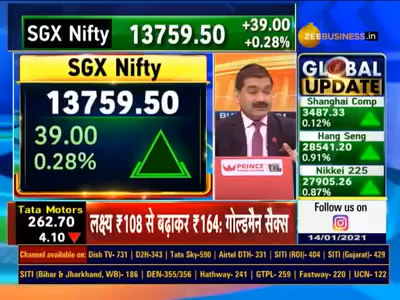 SGX Nifty 13759.50 +39.00 +0.28%
ZEEBUSINESS.in
SGX Nifty
13759.50
39.00
0.28%
GLOBAL
UPDATE
Shanghai Comp
3487.33
0.12%
Hang Seng
28541.20
0.91%
Nikkei 225
27905.26
0.87%
PRINCE
Tata Motors
262.70
4.10
लक्ष्य ₹108 से बढ़ाकर ₹164: गोल्डमैन सैक्स
Follow us on
14/01/2021
Channel available on: Dish TV- 731 | D2H-343 | Tata Sky-590 | Airtel DTH- 331 | SITI (ROI) - 404 | SITI (Gujarat)- 429
SITI (Bihar & Jharkhand, WB)- 186 | DEN-355/356 | Hathway- 241 | GTPL- 259 | Fastway- 220 | UCN- 122